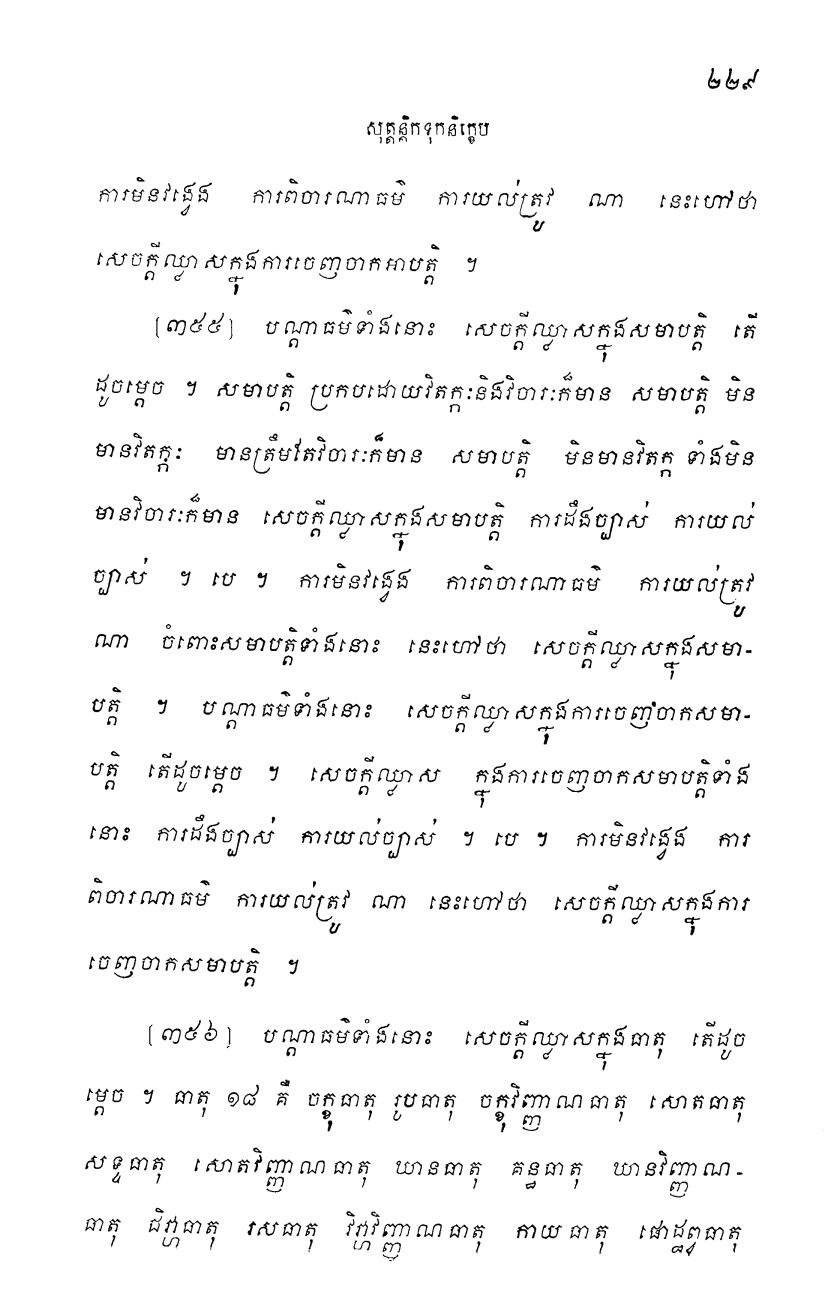 ២២៩
សុត្តន្តិកទុកនិក្ខេប
ការមិនវង្វេង ការពិចារណាធម៌ ការយល់ត្រូវ ណា នេះហៅថា
សេចក្តីឈ្លាសក្នុងការចេញចាកអាបត្តិ ។
[៣៥៥] បណ្តាធម៌ទាំងនោះ សេចក្តីឈ្លាសក្នុងសមាបត្តិ តើ
ដូចម្តេច ។ សមាបត្តិ ប្រកបដោយវិតក្កៈនិងវិចារៈក៏មាន សមាបត្តិ មិន
មានវិតក្កៈ មានត្រឹមតែវិចារៈក៏មាន សមាបត្តិ មិនមានវិតក្ក ទាំងមិន
មានវិចារៈក៏មាន សេចក្តីឈ្លាសក្នុងសមាបត្តិ ការដឹងច្បាស់ ការយល់
ច្បាស់ ។ បេ ។ ការមិនវង្វេង ការពិចារណាធម៌ ការយល់ត្រូវ
ណា ចំពោះសមាបត្តិទាំងនោះ នេះហៅថា សេចក្តីឈ្លាសក្នុងសមា-
បត្តិ ។ បណ្តាធម៌ទាំងនោះ សេចក្តីឈ្លាសក្នុងការចេញចាកសមា-
បត្តិ តើដូចម្តេច ។ សេចក្តីឈ្លាស ក្នុងការចេញចាកសមាបត្តិទាំង
នោះ ការដឹងច្បាស់ ការយល់ច្បាស់ ។ បេ ។ ការមិនវង្វេង ការ
ពិចារណាធម៌ ការយល់ត្រូវ ណា នេះហៅថា សេចក្តីឈ្លាសក្នុងការ
ចេញចាកសមាបត្តិ ។
[៣៥៦] បណ្តាធម៌ទាំងនោះ សេចក្តីឈ្លាសក្នុងធាតុ តើដូច
ម្តេច ។ ធាតុ ១៨ គឺ ចក្ខុធាតុ រូបធាតុ ចក្ខុវិញ្ញាណធាតុ សោតធាតុ
សទ្ទធាតុ សោតវិញ្ញាណធាតុ ឃានធាតុ គន្ធធាតុ ឃានវិញ្ញាណ-
ធាតុ ជិវ្ហាធាតុ រសធាតុ វិវ្ហាវិញ្ញាណធាតុ កាយធាតុ ផោដ្ឋព្វធាតុ